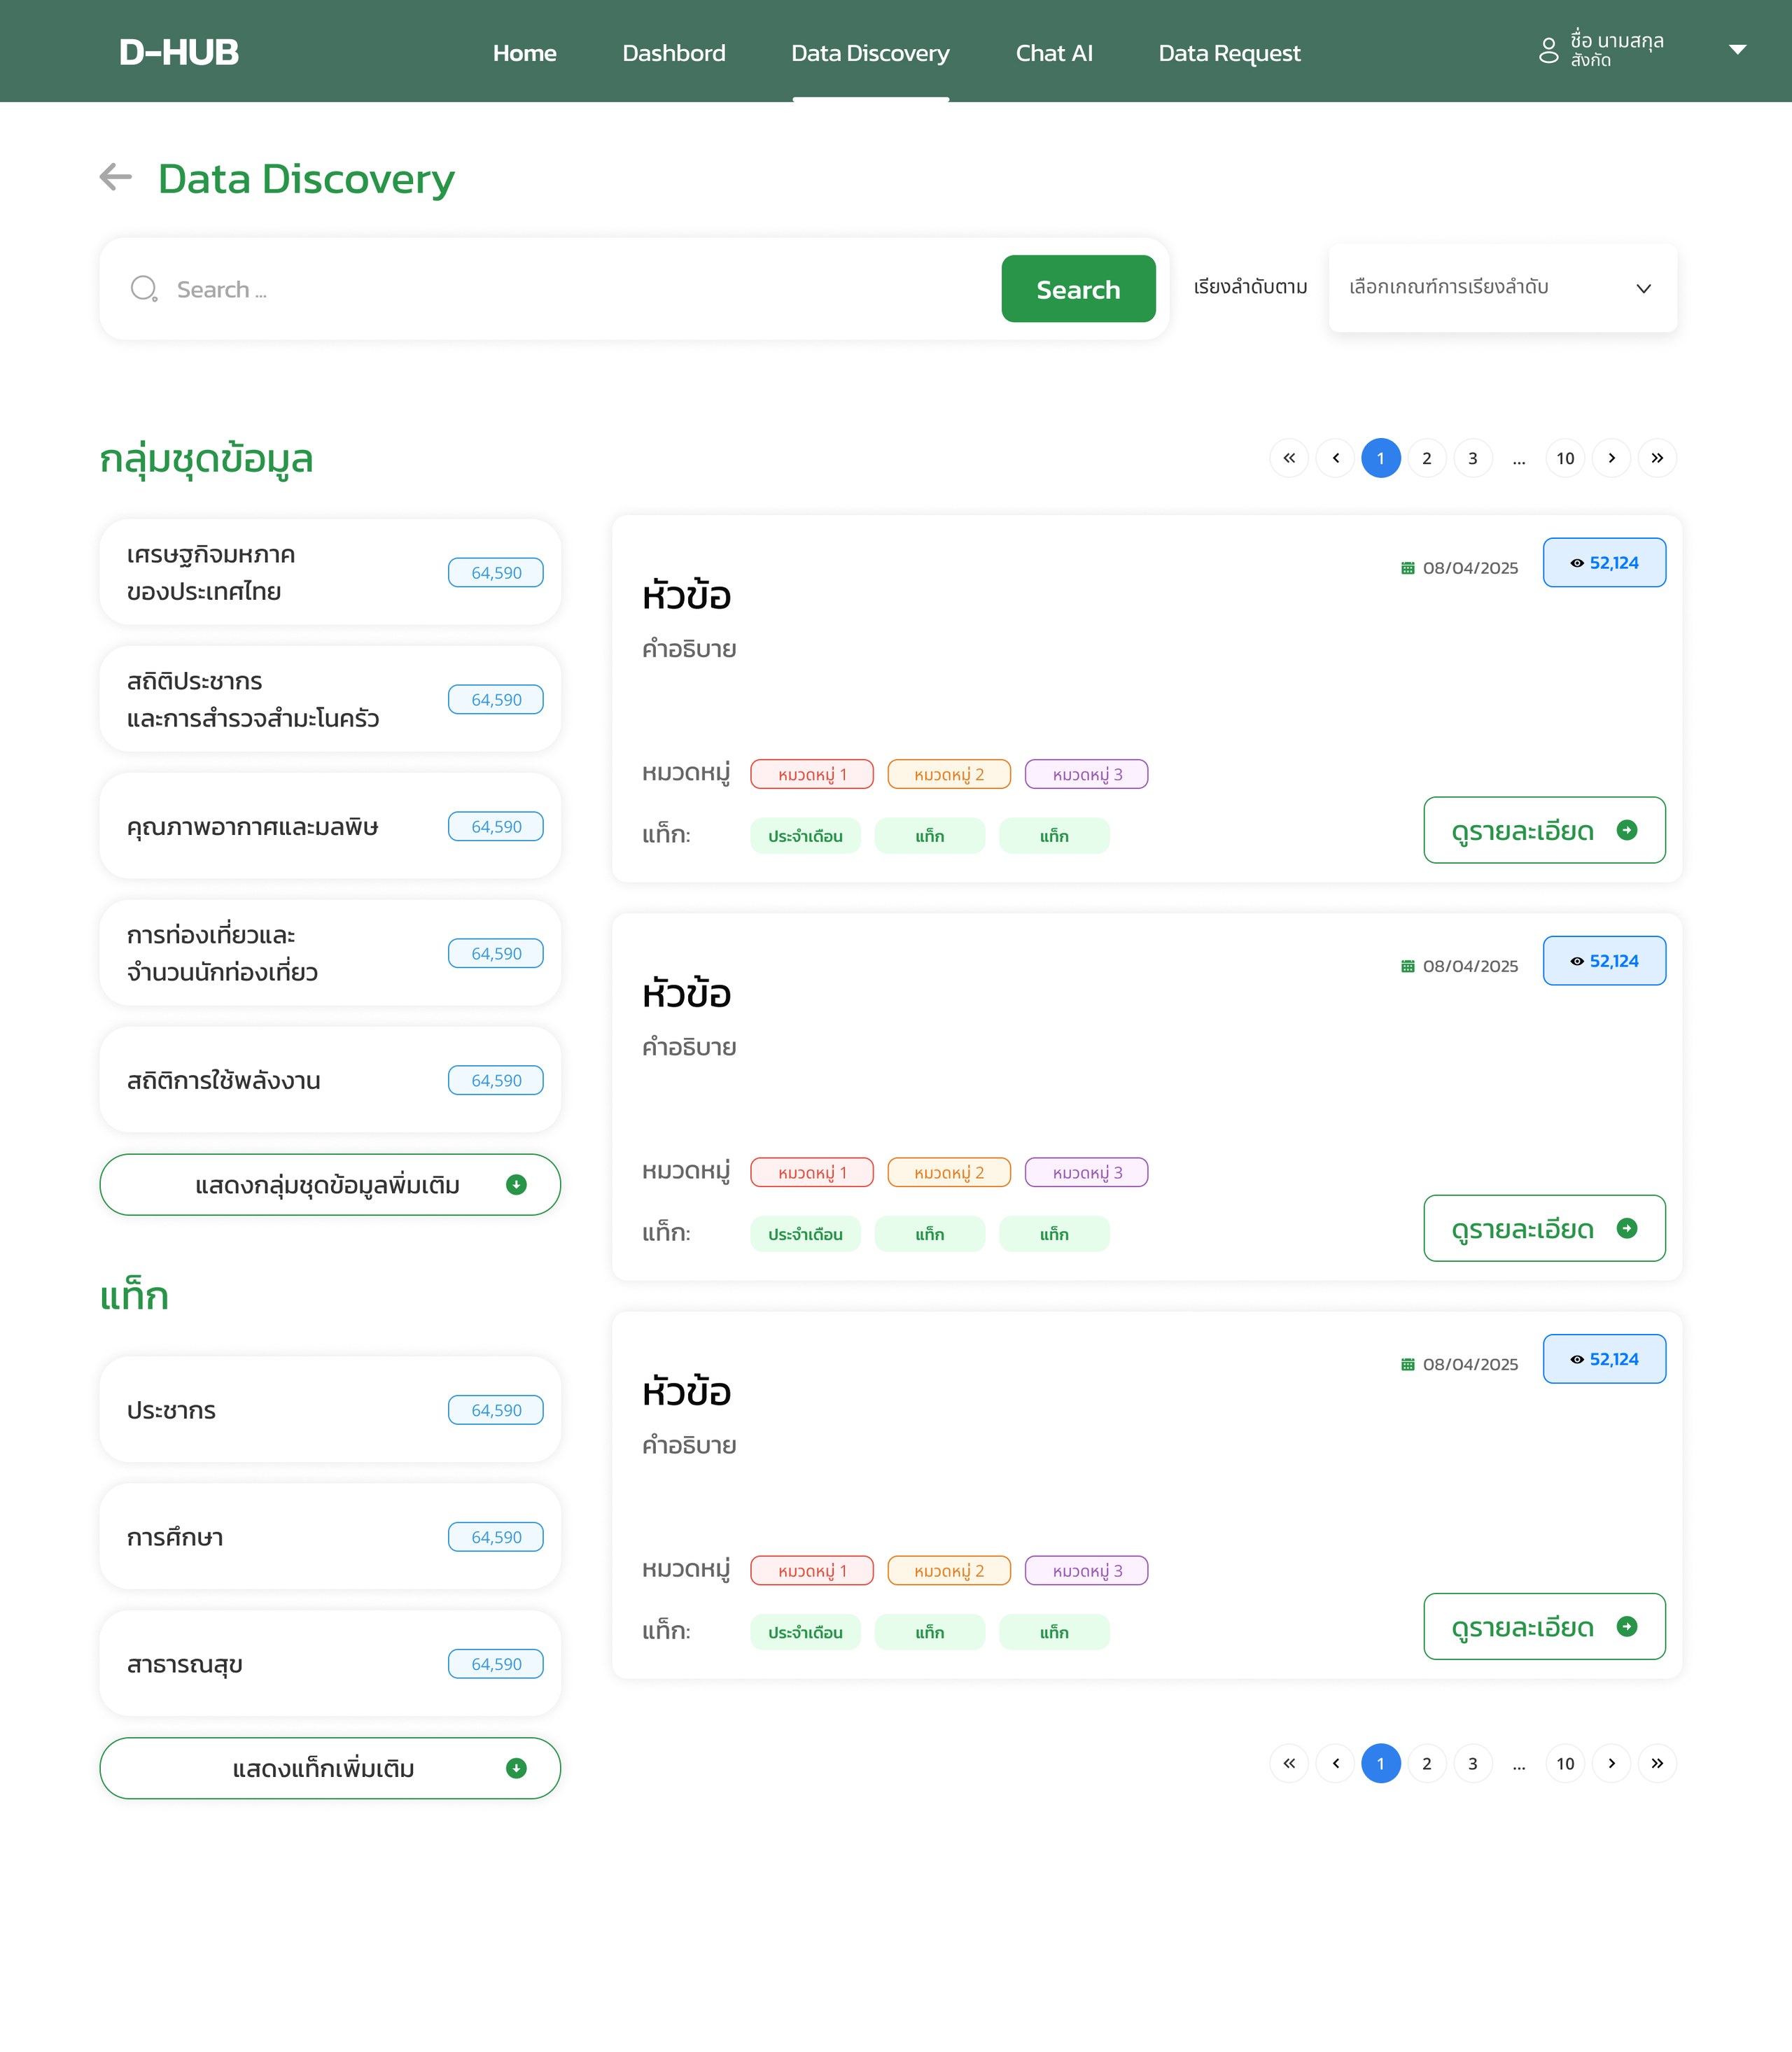 D-HUB
Home
Dashbord
Data Discovery
Chat AI
Data Request
ชื่อ นามสกุล
สังกัด
Data Discovery
Search ...
Search
เรียงลำดับตาม
เลือกเกณฑ์การเรียงลำดับ
กลุ่มชุดข้อมูล
« ‹ 1 2 3 ... 10 › »
เศรษฐกิจมหภาค
ของประเทศไทย
64,590
สถิติประชากร
และการสำรวจสำมะโนครัว
64,590
คุณภาพอากาศและมลพิษ
64,590
การท่องเที่ยวและ
จำนวนนักท่องเที่ยว
64,590
สถิติการใช้พลังงาน
64,590
แสดงกลุ่มชุดข้อมูลพิ่มเติม
แท็ก
ประชากร
64,590
การศึกษา
64,590
สาธารณสุข
64,590
แสดงแท็กเพิ่มเติม
08/04/2025
52,124
หัวข้อ
คำอธิบาย
หมวดหมู่
หมวดหมู่ 1
หมวดหมู่ 2
หมวดหมู่ 3
แท็ก:
ประจำเดือน
แท็ก
แท็ก
ดูรายละเอียด
08/04/2025
52,124
หัวข้อ
คำอธิบาย
หมวดหมู่
หมวดหมู่ 1
หมวดหมู่ 2
หมวดหมู่ 3
แท็ก:
ประจำเดือน
แท็ก
แท็ก
ดูรายละเอียด
08/04/2025
52,124
หัวข้อ
คำอธิบาย
หมวดหมู่
หมวดหมู่ 1
หมวดหมู่ 2
หมวดหมู่ 3
แท็ก:
ประจำเดือน
แท็ก
แท็ก
ดูรายละเอียด
« ‹ 1 2 3 ... 10 › »